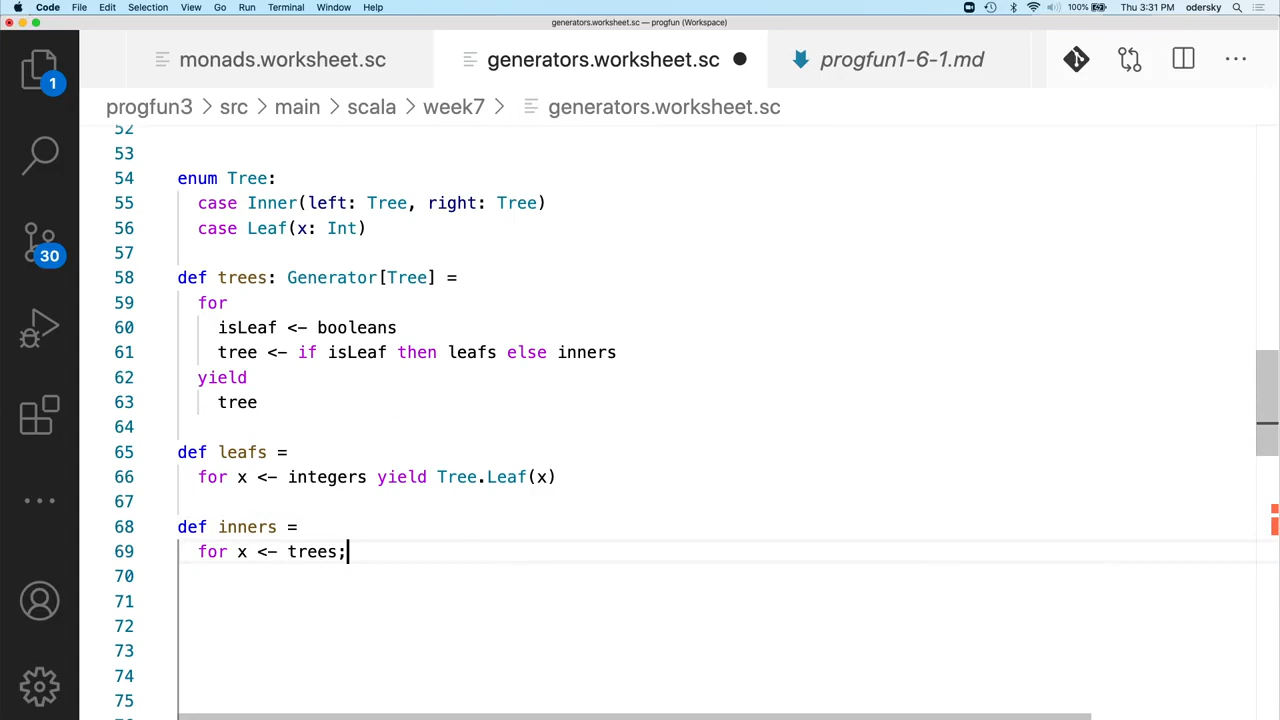 Code File Edit Selection View Go Run Terminal Window Help 100% Thu 3:31 PM odersky
generators.worksheet.sc — progfun (Workspace)
monads.worksheet.sc generators.worksheet.sc progfun1-6-1.md
progfun3 > src > main > scala > week7 > generators.worksheet.sc
1
30
52
53
54 enum Tree:
55 case Inner(left: Tree, right: Tree)
56 case Leaf(x: Int)
57
58 def trees: Generator[Tree] =
59 for
60 isLeaf <- booleans
61 tree <- if isLeaf then leafs else inners
62 yield
63 tree
64
65 def leafs =
66 for x <- integers yield Tree.Leaf(x)
67
68 def inners =
69 for x <- trees;
70
71
72
73
74
75